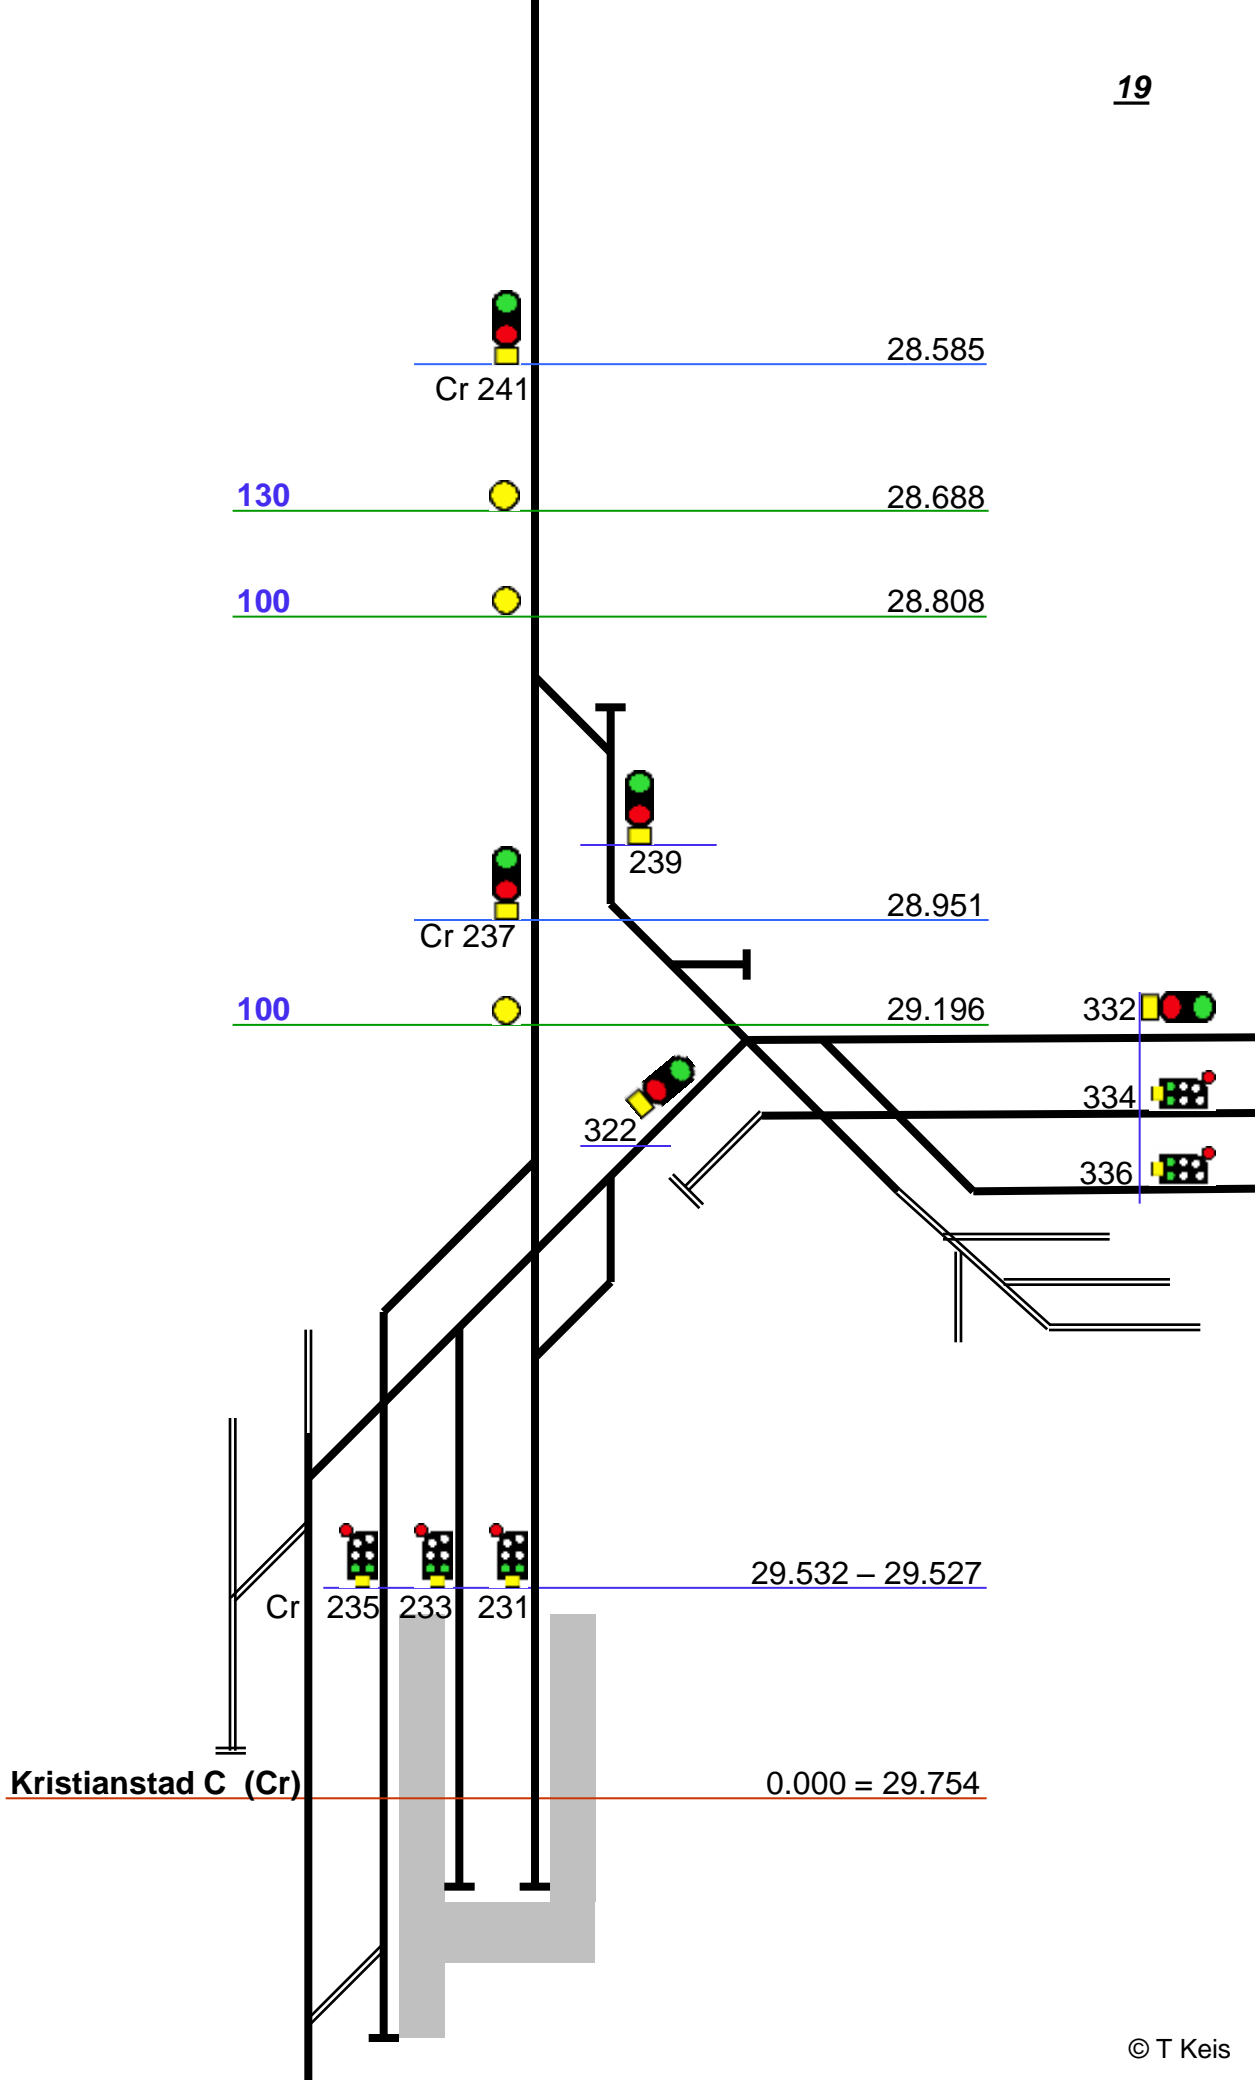 19
28.585
Cr 241
130 28.688
100 28.808
239
28.951
Cr 237
100 29.196 332
334
322
336
29.532 – 29.527
Cr 235 233 231
Kristianstad C (Cr) 0.000 = 29.754
© T Keis